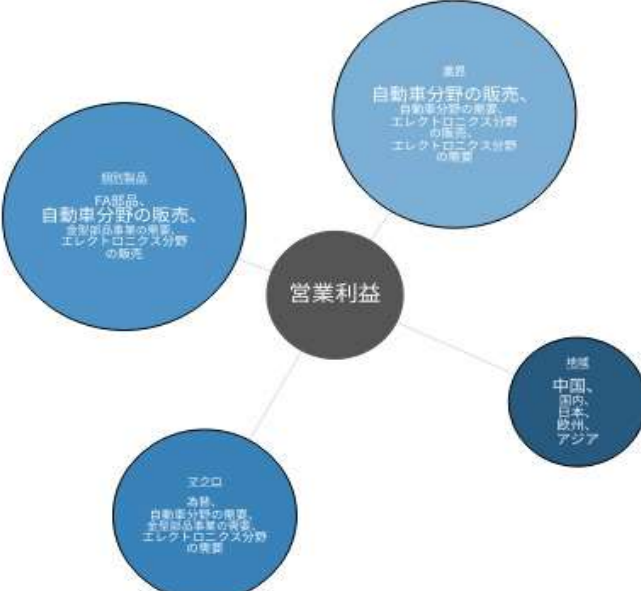 業界
自動車分野の販売、
自動車分野の需要、
エレクトロニクス分野
の販売、
エレクトロニクス分野
の需要
個別製品
FA部品、
自動車分野の販売、
金型部品事業の需要、
エレクトロニクス分野
の販売
営業利益
地域
中国、
国内、
日本、
欧州、
アジア
マクロ
為替、
自動車分野の需要、
金型部品事業の需要、
エレクトロニクス分野
の需要